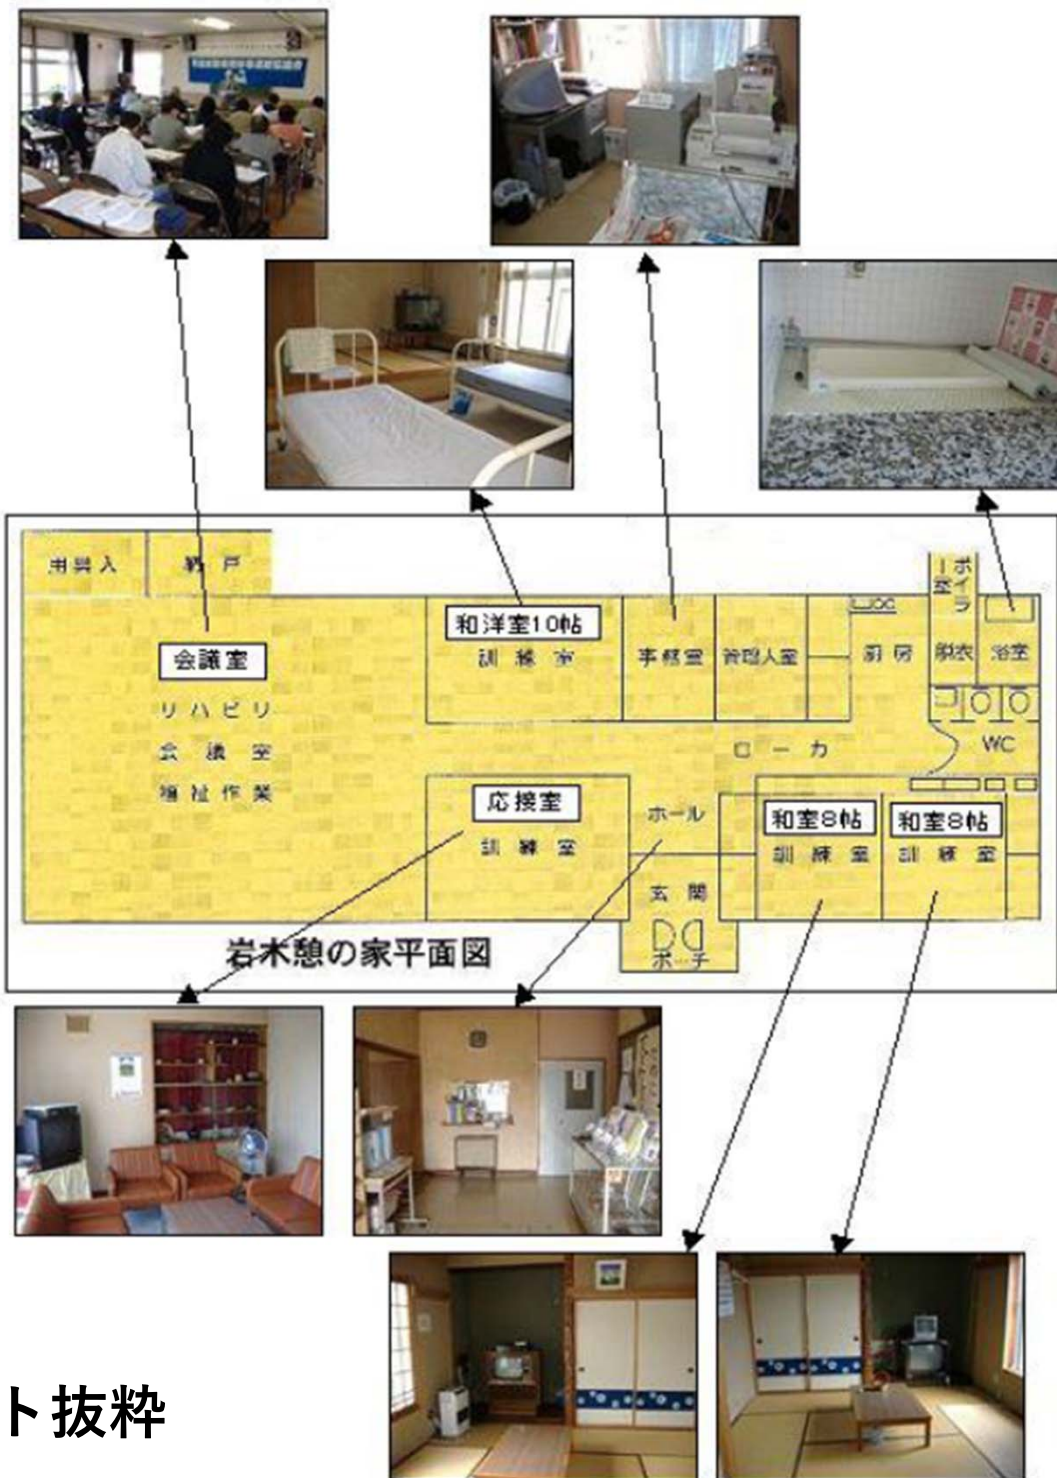 用具入
納戸
ボイラー室
和洋室10帖
訓練室
事務室
管理人室
厨房
脱衣
浴室
会議室
リハビリ
会議室
福祉作業
ローカ
WC
応接室
訓練室
ホール
和室8帖
訓練室
和室8帖
訓練室
玄関
ポーチ
岩木憩の家平面図
ト抜粋